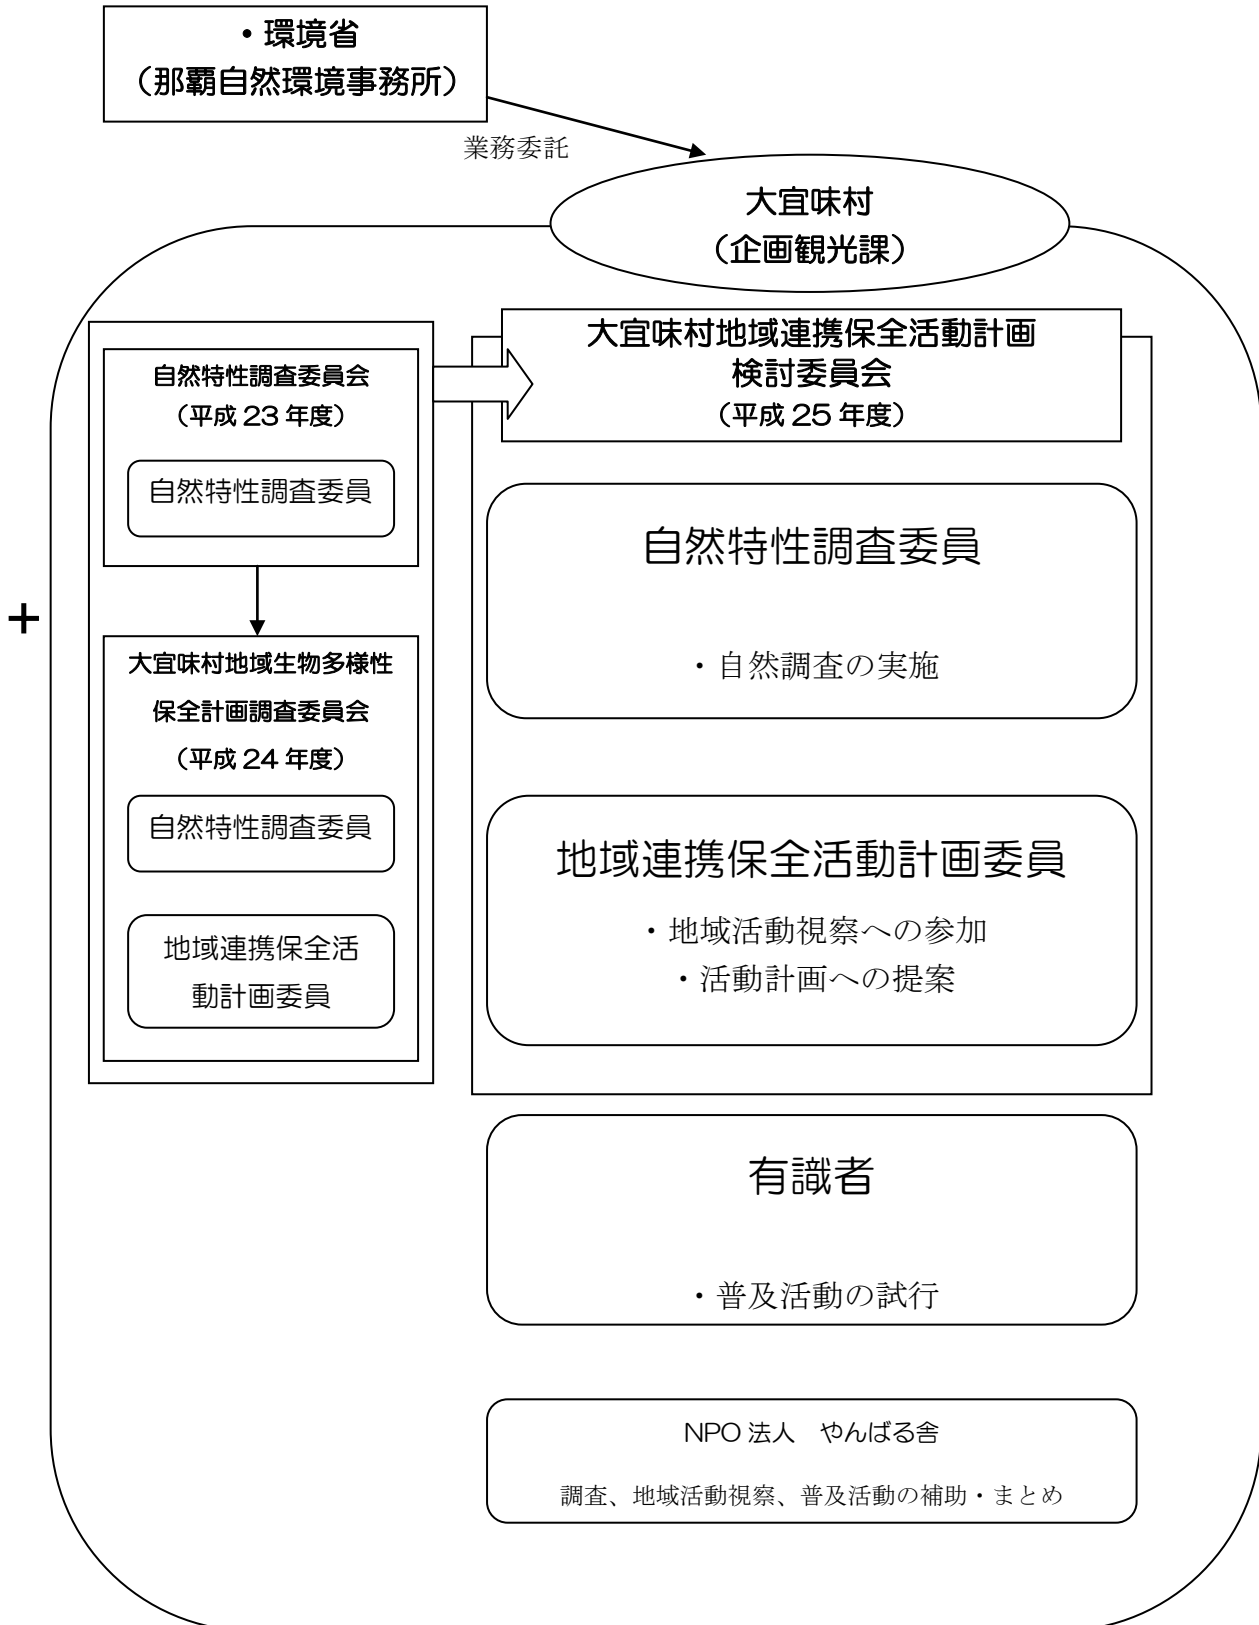 ・環境省
（那覇自然環境事務所）
業務委託
大宜味村
（企画観光課）
自然特性調査委員会
（平成 23 年度）
自然特性調査委員
＋
大宜味村地域生物多様性
保全計画調査委員会
（平成 24 年度）
自然特性調査委員
地域連携保全活
動計画委員
大宜味村地域連携保全活動計画
検討委員会
（平成 25 年度）
自然特性調査委員
・自然調査の実施
地域連携保全活動計画委員
・地域活動視察への参加
・活動計画への提案
有識者
・普及活動の試行
NPO 法人　やんばる舎
調査、地域活動視察、普及活動の補助・まとめ